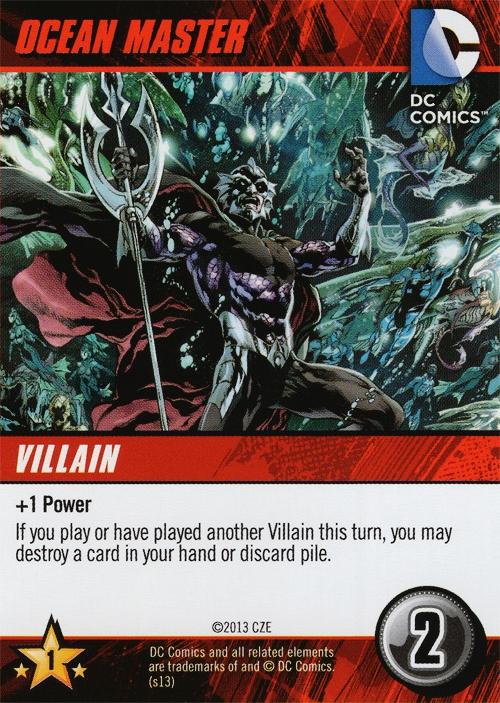 OCEAN MASTER
DC
COMICS™
VILLAIN
+1 Power
If you play or have played another Villain this turn, you may
destroy a card in your hand or discard pile.
©2013 CZE
1
DC Comics and all related elements
are trademarks of and © DC Comics.
(s13)
2